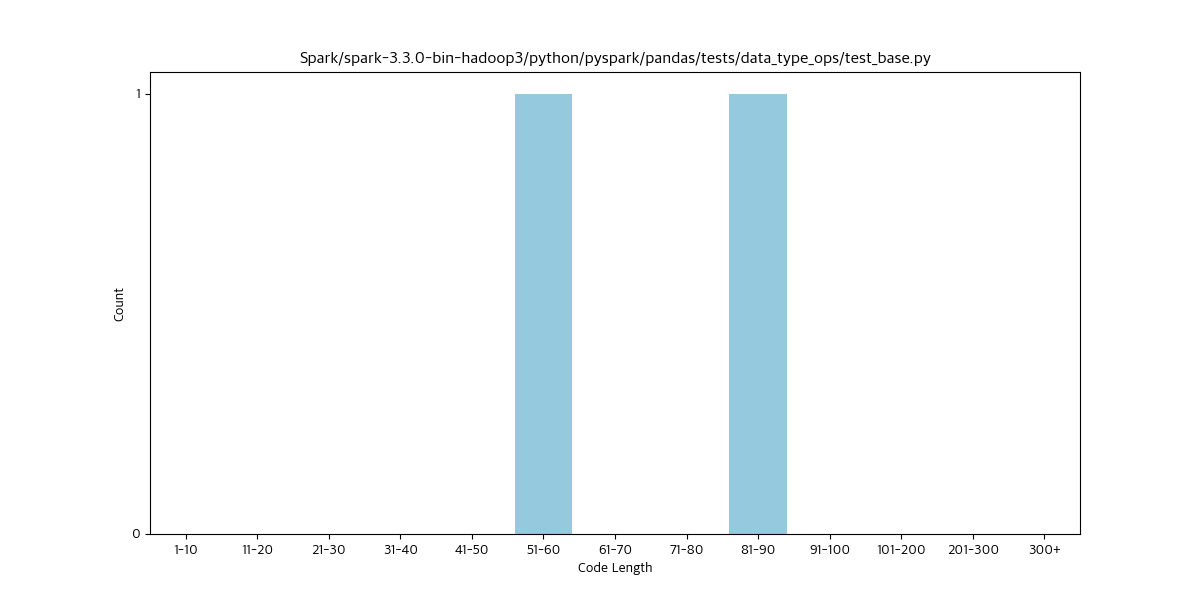 Spark/spark-3.3.0-bin-hadoop3/python/pyspark/pandas/tests/data_type_ops/test_base.py
1
Count
0
1-10 11-20 21-30 31-40 41-50 51-60 61-70 71-80 81-90 91-100 101-200 201-300 300+
Code Length